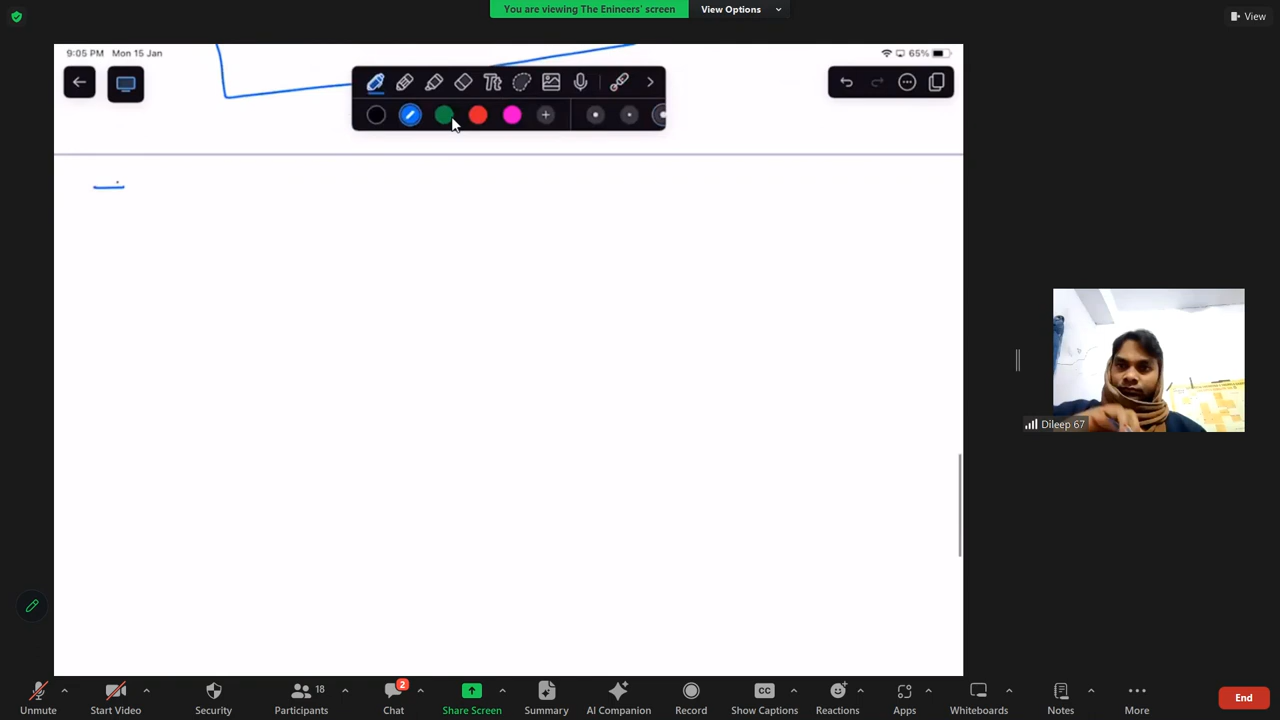 You are viewing The Enineers' screen
View Options
View
9:05 PM Mon 15 Jan
65%
Tt
Dileep 67
18
2
CC
Unmute
Start Video
Security
Participants
Chat
Share Screen
Summary
AI Companion
Record
Show Captions
Reactions
Apps
Whiteboards
Notes
More
End